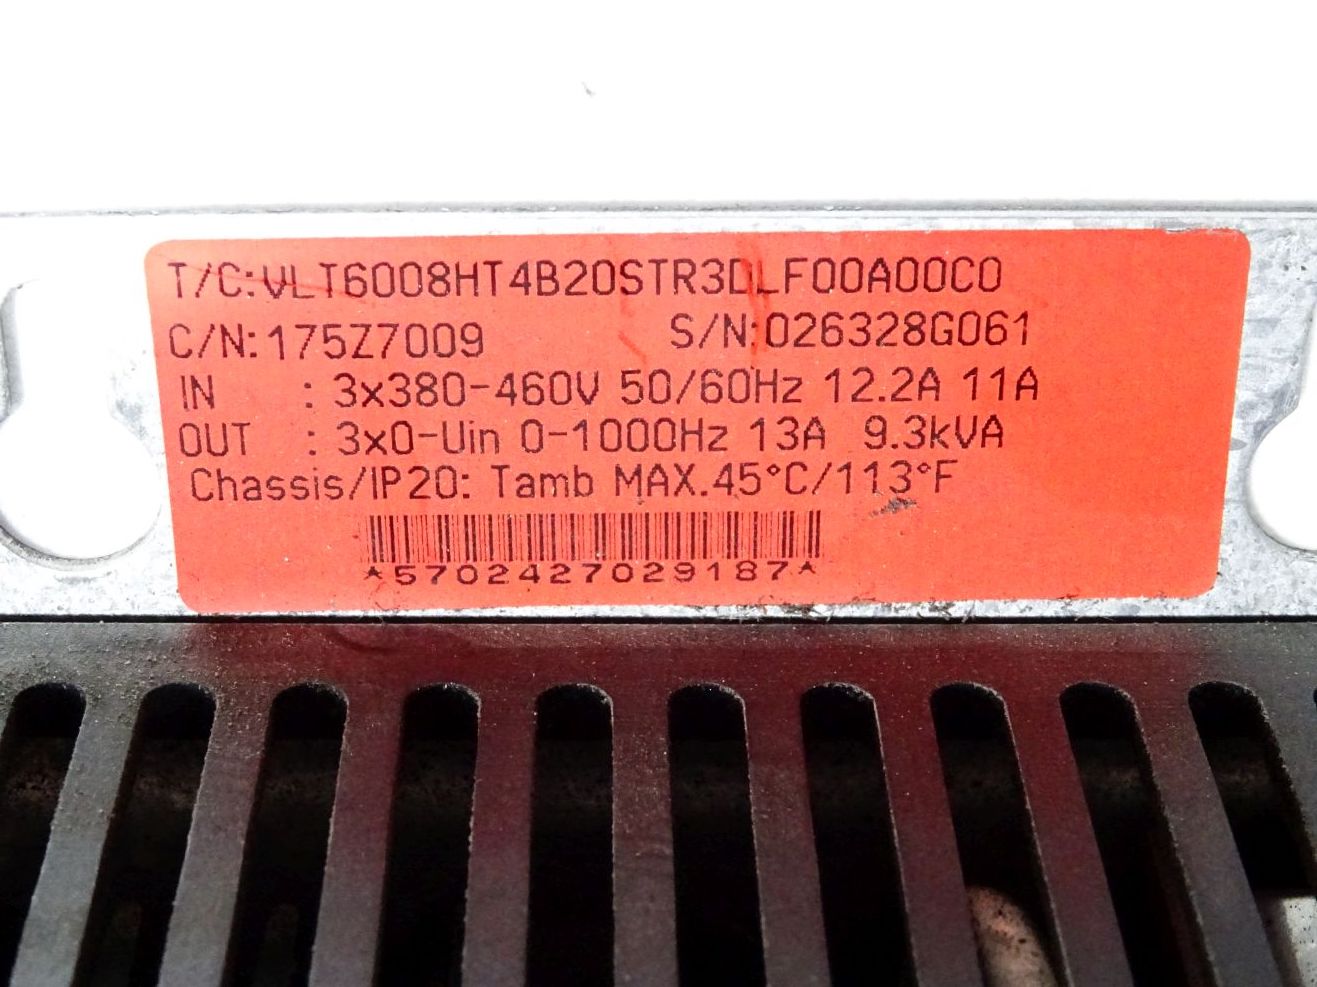 T/C:VLT6008HT4B20STR3DLF00A00C0
C/N:175Z7009 S/N:026328G061
IN : 3x380-460V 50/60Hz 12.2A 11A
OUT : 3x0-Uin 0-1000Hz 13A 9.3kVA
Chassis/IP20: Tamb MAX.45°C/113°F
*5702427029187*